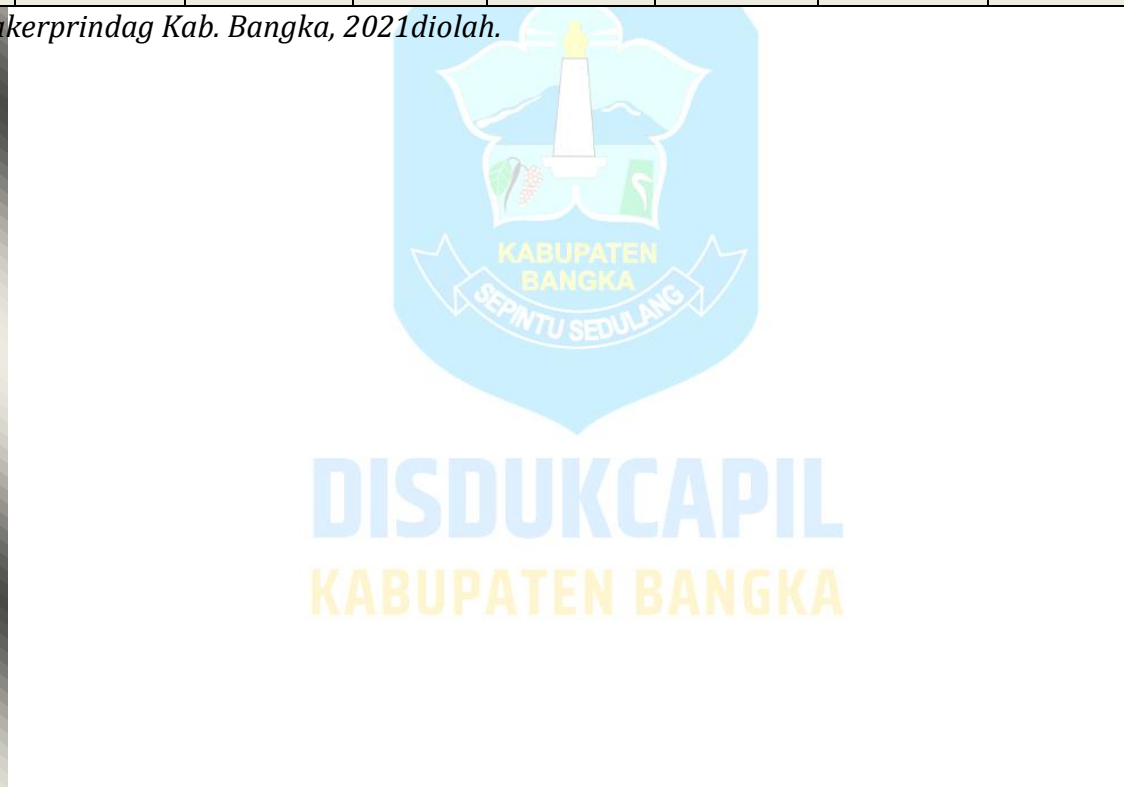 kerprindag Kab. Bangka, 2021diolah.
KABUPATEN
BANGKA
SEPINTU SEDULANG
DISDUKCAPIL
KABUPATEN BANGKA